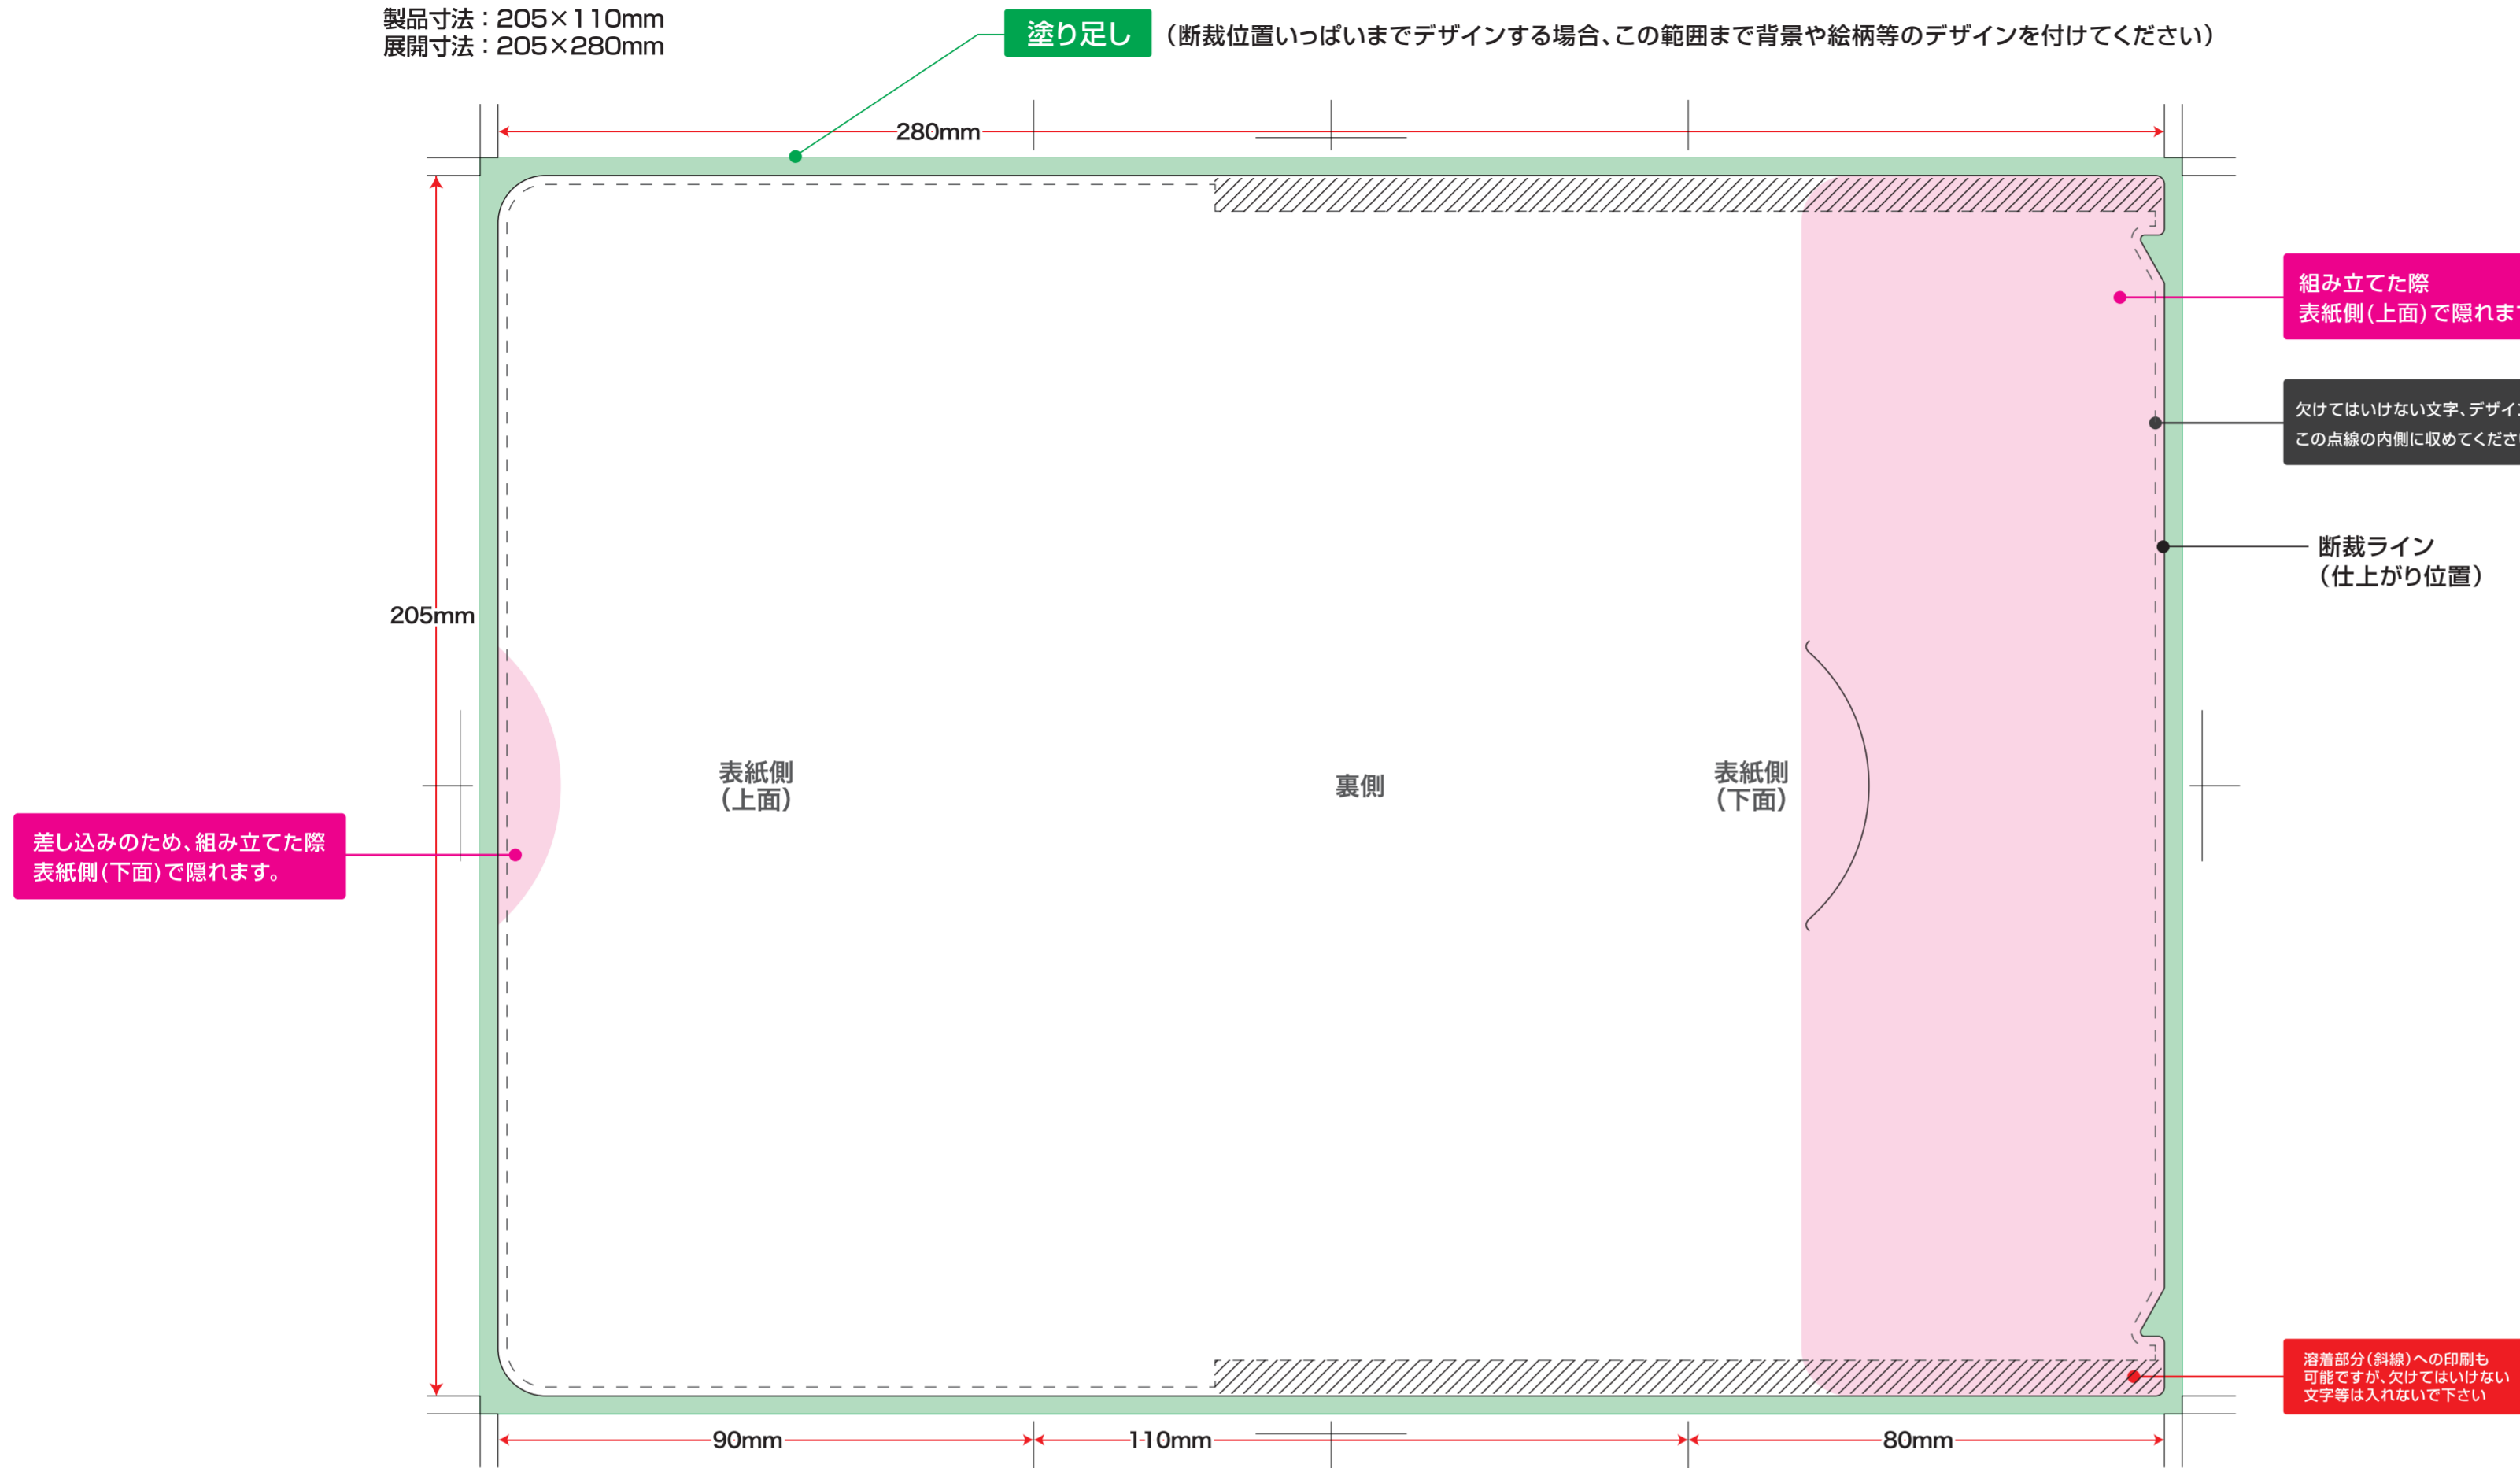 製品寸法：205×110mm
展開寸法：205×280mm
塗り足し
（断裁位置いっぱいまでデザインする場合、この範囲まで背景や絵柄等のデザインを付けてください）
280mm
組み立てた際
表紙側(上面)で隠れま
欠けてはいけない文字、デザイ
この点線の内側に収めてくださ
断裁ライン
（仕上がり位置）
205mm
表紙側
（上面）
裏側
表紙側
（下面）
差し込みのため、組み立てた際
表紙側(下面)で隠れます。
溶着部分（斜線）への印刷も
可能ですが、欠けてはいけない
文字等は入れないで下さい
90mm
110mm
80mm